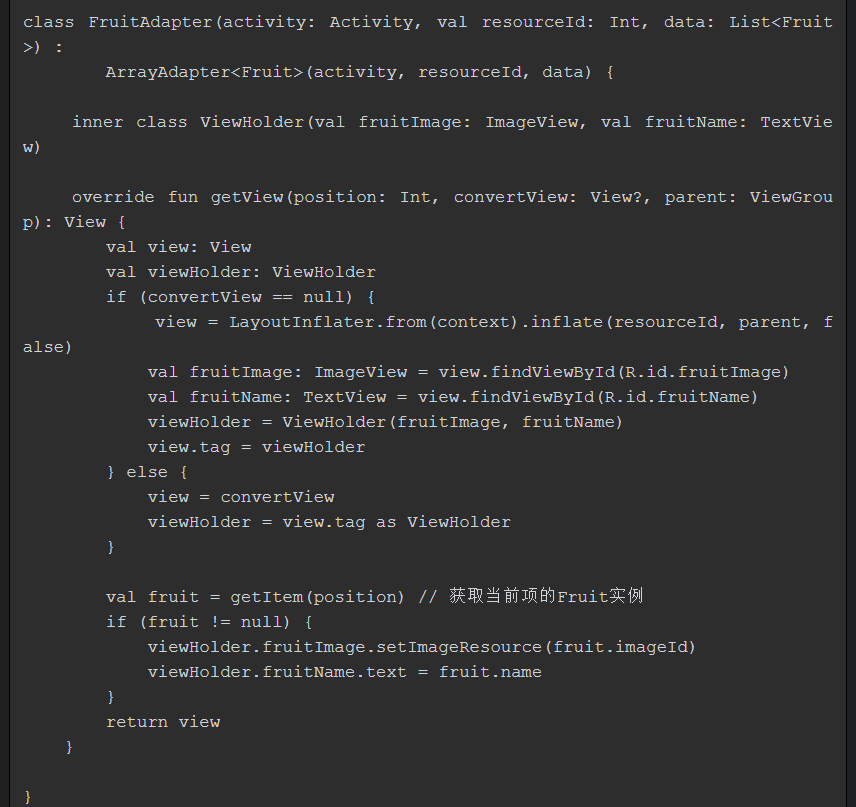 class FruitAdapter(activity: Activity, val resourceId: Int, data: List<Fruit
>) :
        ArrayAdapter<Fruit>(activity, resourceId, data) {
    inner class ViewHolder(val fruitImage: ImageView, val fruitName: TextVie
w)
    override fun getView(position: Int, convertView: View?, parent: ViewGrou
p): View {
        val view: View
        val viewHolder: ViewHolder
        if (convertView == null) {
            view = LayoutInflater.from(context).inflate(resourceId, parent, f
alse)
            val fruitImage: ImageView = view.findViewById(R.id.fruitImage)
            val fruitName: TextView = view.findViewById(R.id.fruitName)
            viewHolder = ViewHolder(fruitImage, fruitName)
            view.tag = viewHolder
        } else {
            view = convertView
            viewHolder = view.tag as ViewHolder
        }
        val fruit = getItem(position) // 获取当前项的Fruit实例
        if (fruit != null) {
            viewHolder.fruitImage.setImageResource(fruit.imageId)
            viewHolder.fruitName.text = fruit.name
        }
        return view
    }
}